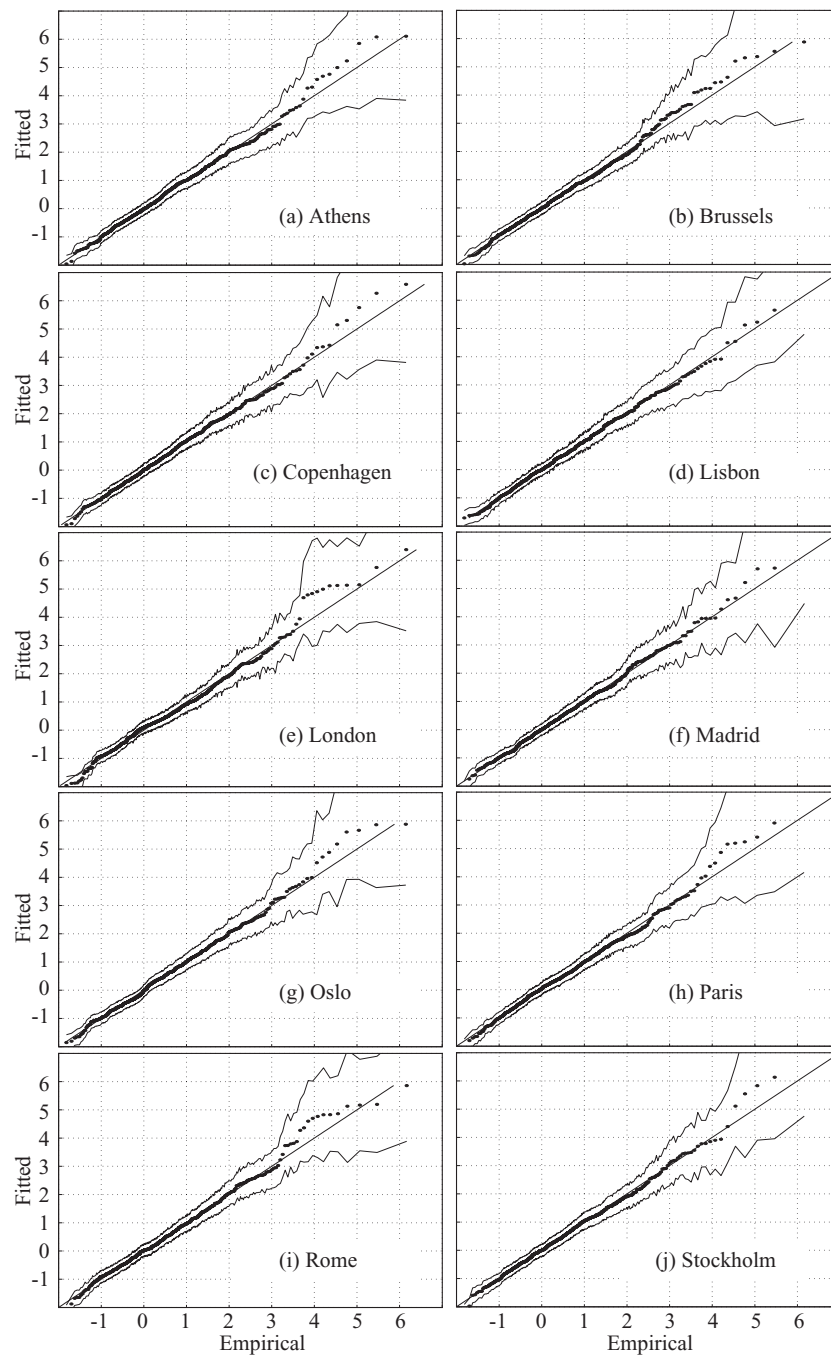 6
5
4
3
2
1
0
-1
Fitted
(a) Athens
(b) Brussels
6
5
4
3
2
1
0
-1
Fitted
(c) Copenhagen
(d) Lisbon
6
5
4
3
2
1
0
-1
Fitted
(e) London
(f) Madrid
6
5
4
3
2
1
0
-1
Fitted
(g) Oslo
(h) Paris
6
5
4
3
2
1
0
-1
Fitted
(i) Rome
(j) Stockholm
-1 0 1 2 3 4 5 6
-1 0 1 2 3 4 5 6
Empirical
Empirical